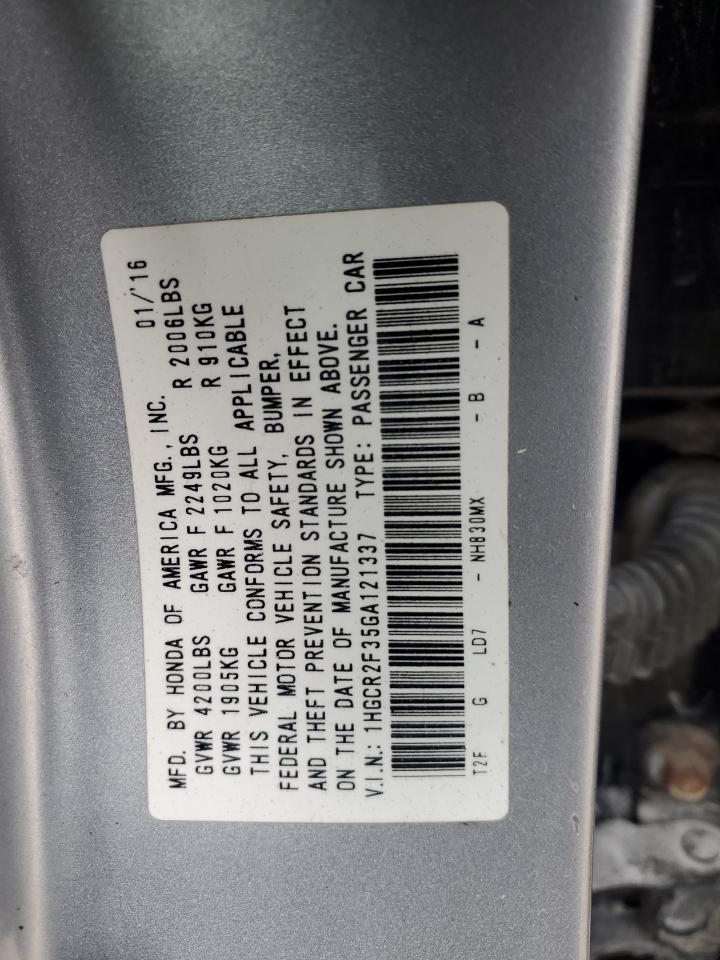 MFD. BY HONDA OF AMERICA MFG., INC. 01/'16
GVWR 4200LBS GAWR F 2249LBS R 2006LBS
GVWR 1905KG GAWR F 1020KG R 910KG
THIS VEHICLE CONFORMS TO ALL APPLICABLE
FEDERAL MOTOR VEHICLE SAFETY, BUMPER,
AND THEFT PREVENTION STANDARDS IN EFFECT
ON THE DATE OF MANUFACTURE SHOWN ABOVE.
V.I.N.: 1HGCR2F35GA121337 TYPE: PASSENGER CAR
T2F G LD7 - NH830MX - B - A